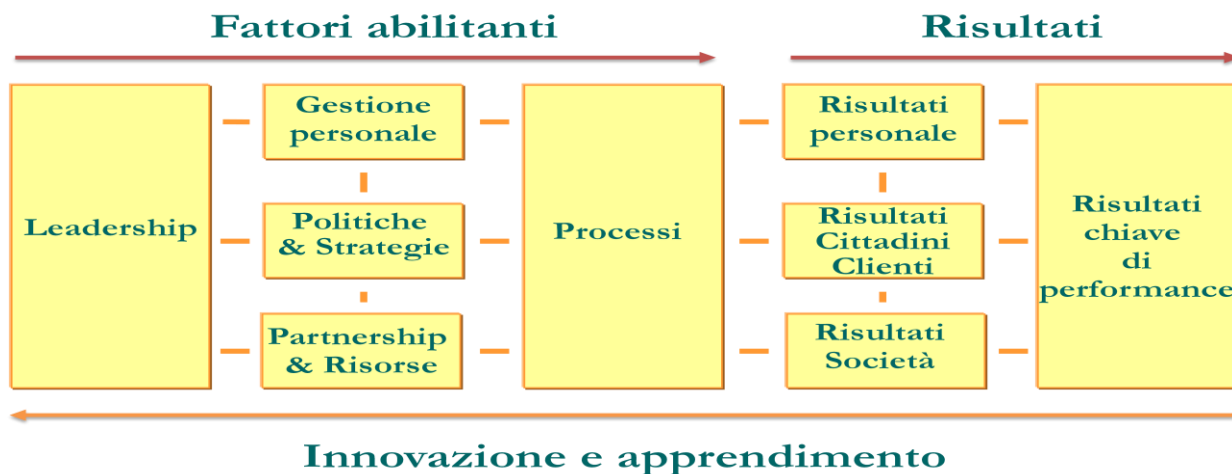 Fattori abilitanti
Risultati
Leadership
Gestione
personale
Politiche
& Strategie
Partnership
& Risorse
Processi
Risultati
personale
Risultati
Cittadini
Clienti
Risultati
Società
Risultati
chiave
di
performance
Innovazione e apprendimento